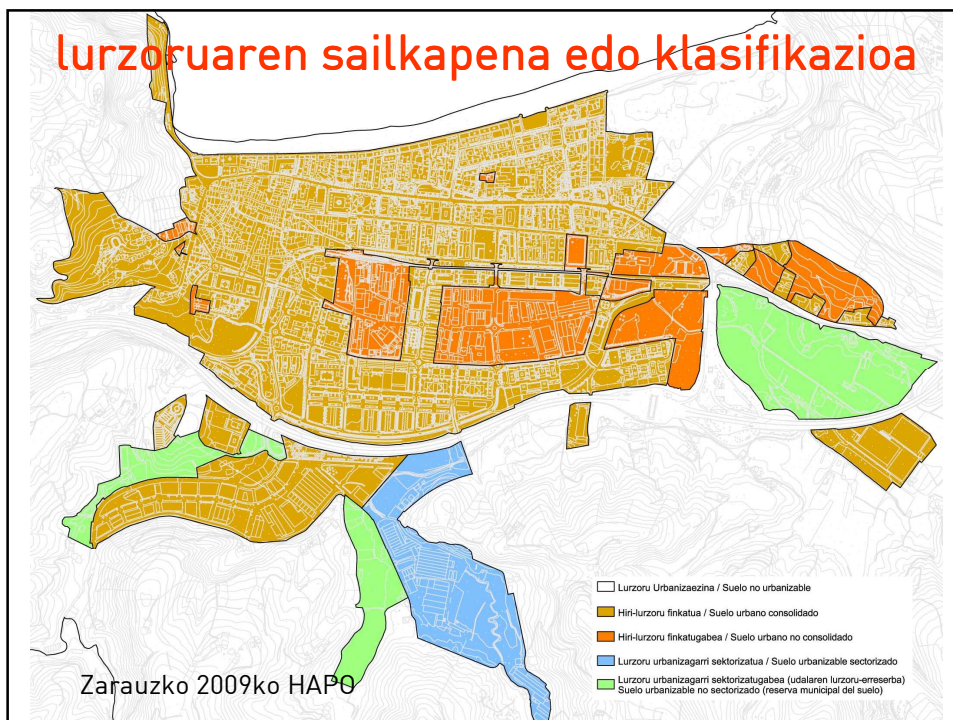 lurzoruaren sailkapena edo klasifikazioa
Lurzoru Urbanizaezina / Suelo no urbanizable
Hiri-lurzoru finkatua / Suelo urbano consolidado
Hiri-lurzoru finkatugabea / Suelo urbano no consolidado
Lurzoru urbanizagarri sektorizatua / Suelo urbanizable sectorizado
Lurzoru urbanizagarri sektorizatugabea (udalaren lurzoru-erreserba)
Suelo urbanizable no sectorizado (reserva municipal del suelo)
Zarauzko 2009ko HAPO